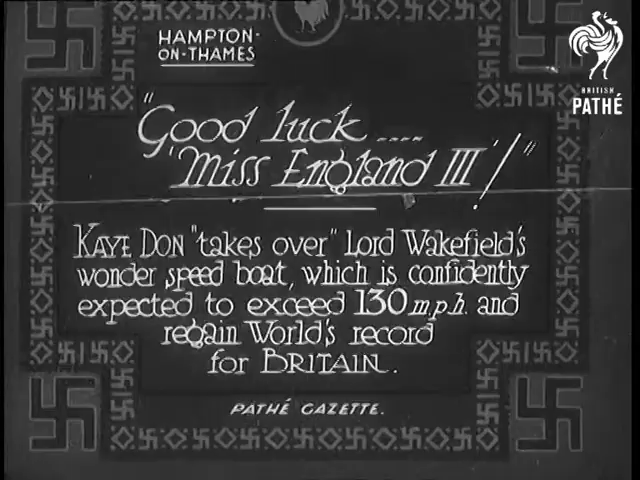 HAMPTON-
ON-THAMES
BRITISH
PATHÉ
"Good luck ....
'Miss England III'!"
KAYE DON "takes over" Lord Wakefield's
wonder speed boat, which is confidently
expected to exceed 130 m.p.h. and
regain World's record
for BRITAIN.
PATHÉ GAZETTE.